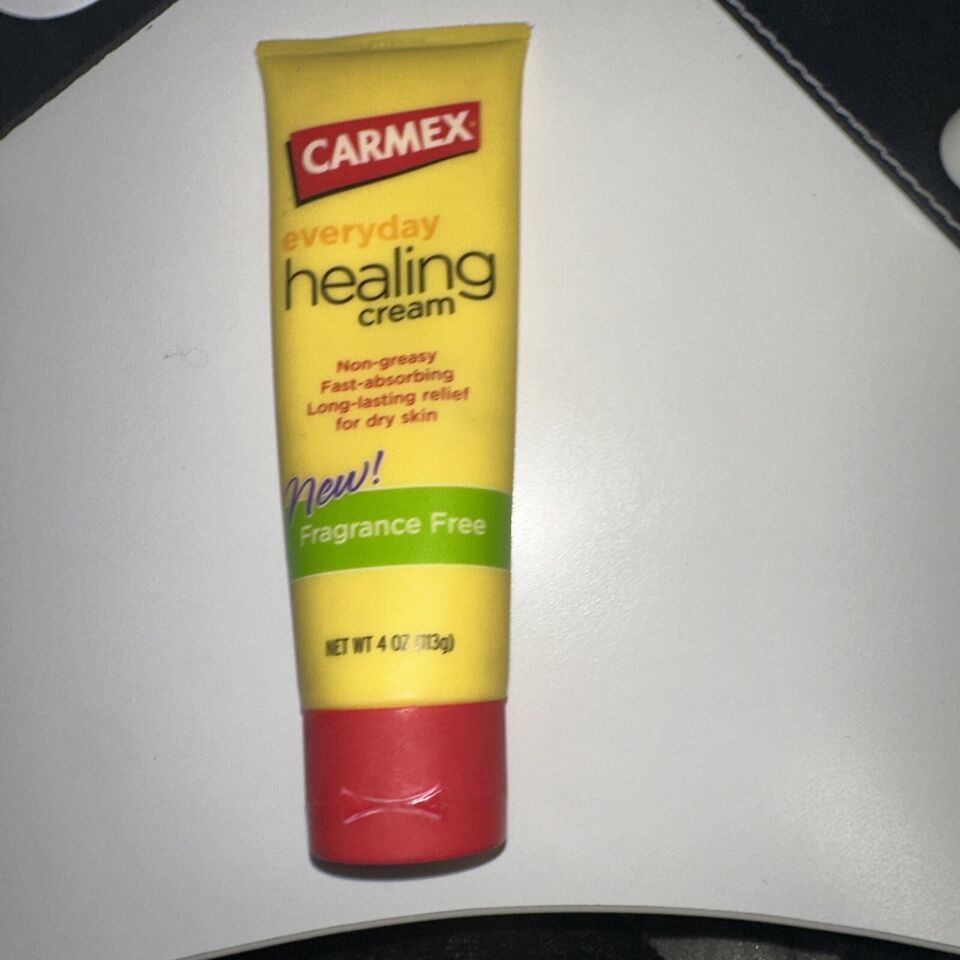 CARMEX
everyday
healing
cream
Non-greasy
Fast-absorbing
Long-lasting relief
for dry skin
New!
Fragrance Free
NET WT 4 OZ (113g)